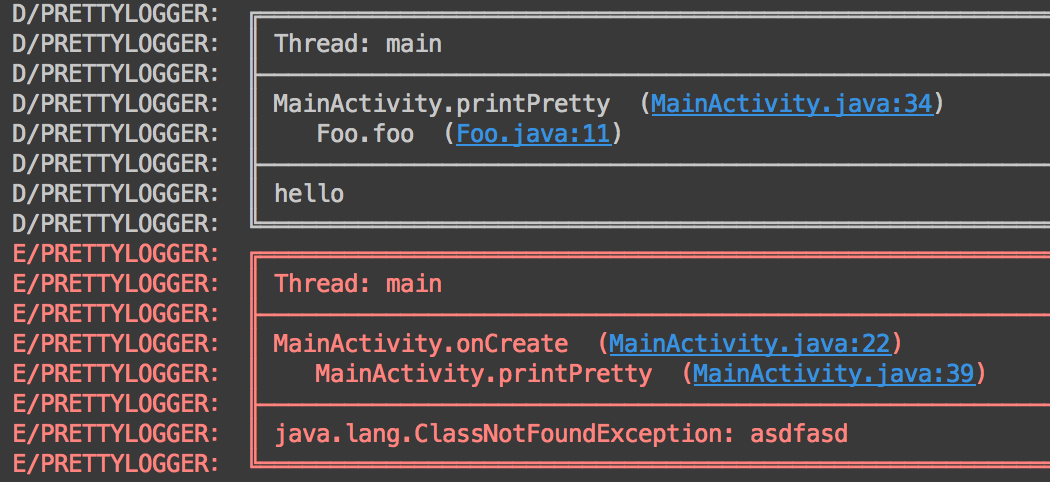 D/PRETTYLOGGER:
D/PRETTYLOGGER: Thread: main
D/PRETTYLOGGER:
D/PRETTYLOGGER: MainActivity.printPretty (MainActivity.java:34)
D/PRETTYLOGGER: Foo.foo (Foo.java:11)
D/PRETTYLOGGER:
D/PRETTYLOGGER: hello
D/PRETTYLOGGER:
E/PRETTYLOGGER:
E/PRETTYLOGGER: Thread: main
E/PRETTYLOGGER:
E/PRETTYLOGGER: MainActivity.onCreate (MainActivity.java:22)
E/PRETTYLOGGER: MainActivity.printPretty (MainActivity.java:39)
E/PRETTYLOGGER:
E/PRETTYLOGGER: java.lang.ClassNotFoundException: asdfasd
E/PRETTYLOGGER: